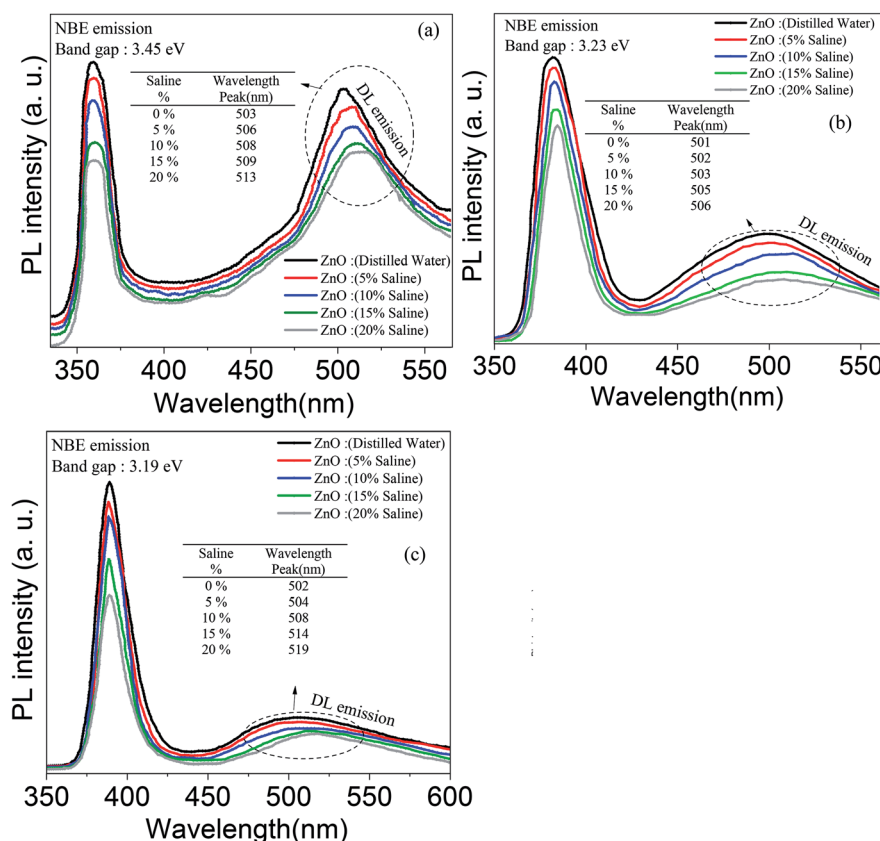 NBE emission
Band gap : 3.45 eV
(a)
Saline Wavelength
% Peak(nm)
0 % 503
5 % 506
10 % 508
15 % 509
20 % 513
DL emission
ZnO :(Distilled Water)
ZnO :(5% Saline)
ZnO :(10% Saline)
ZnO :(15% Saline)
ZnO :(20% Saline)
PL intensity (a. u.)
350 400 450 500 550
Wavelength(nm)
NBE emission
Band gap : 3.23 eV
ZnO :(Distilled Water)
ZnO :(5% Saline)
ZnO :(10% Saline)
ZnO :(15% Saline)
ZnO :(20% Saline)
(b)
Saline Wavelength
% Peak(nm)
0 % 501
5 % 502
10 % 503
15 % 505
20 % 506
DL emission
PL intensity (a. u.)
350 400 450 500 550
Wavelength(nm)
NBE emission
Band gap : 3.19 eV
ZnO :(Distilled Water)
ZnO :(5% Saline)
ZnO :(10% Saline)
ZnO :(15% Saline)
ZnO :(20% Saline)
(c)
Saline Wavelength
% Peak(nm)
0 % 502
5 % 504
10 % 508
15 % 514
20 % 519
DL emission
PL intensity (a. u.)
350 400 450 500 550 600
Wavelength(nm)